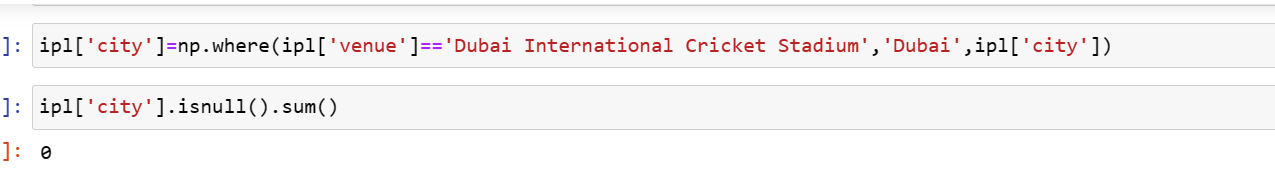 ]: ipl['city']=np.where(ipl['venue']=='Dubai International Cricket Stadium','Dubai',ipl['city'])
]: ipl['city'].isnull().sum()
]: 0